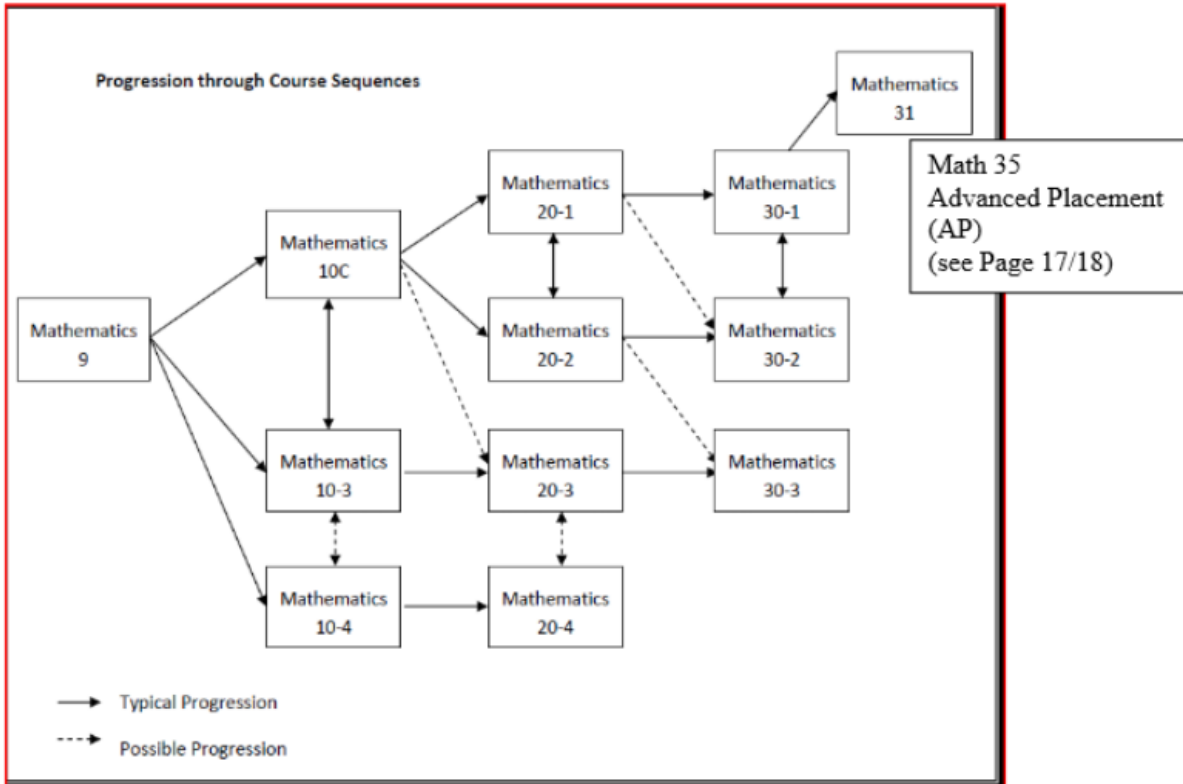 Progression through Course Sequences
Mathematics
31
Math 35
Advanced Placement
(AP)
(see Page 17/18)
Mathematics
20-1
Mathematics
30-1
Mathematics
10C
Mathematics
9
Mathematics
20-2
Mathematics
30-2
Mathematics
10-3
Mathematics
20-3
Mathematics
30-3
Mathematics
10-4
Mathematics
20-4
Typical Progression
Possible Progression